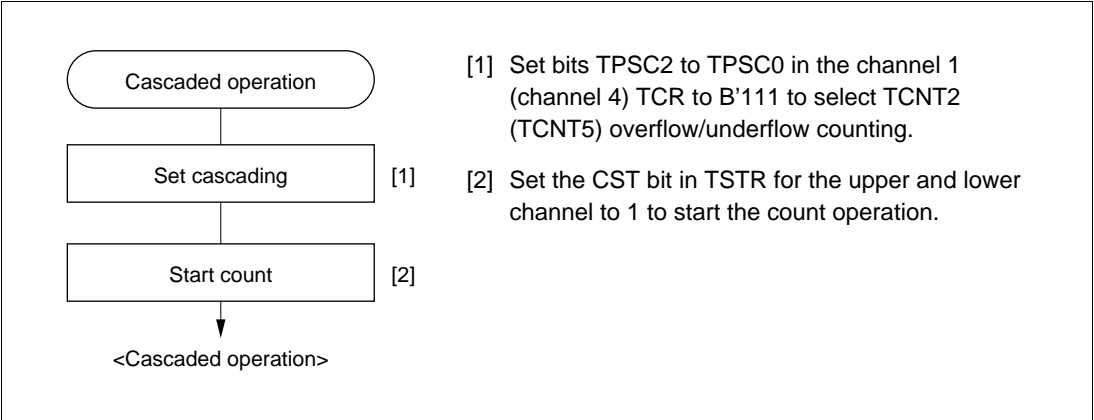 Cascaded operation
Set cascading [1]
Start count [2]
<Cascaded operation>
[1] Set bits TPSC2 to TPSC0 in the channel 1
(channel 4) TCR to B'111 to select TCNT2
(TCNT5) overflow/underflow counting.
[2] Set the CST bit in TSTR for the upper and lower
channel to 1 to start the count operation.